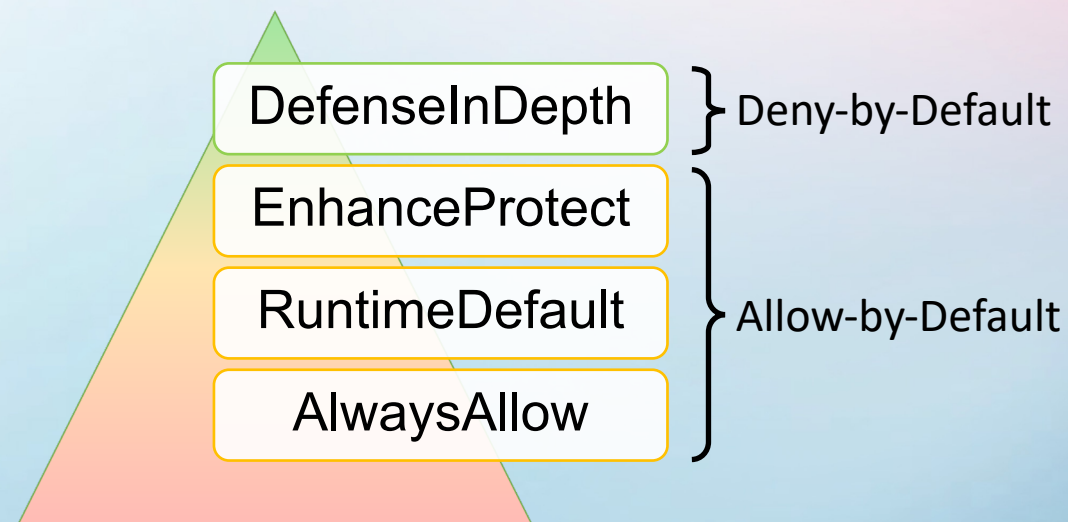 DefenseInDepth
Deny-by-Default
EnhanceProtect
RuntimeDefault
Allow-by-Default
AlwaysAllow